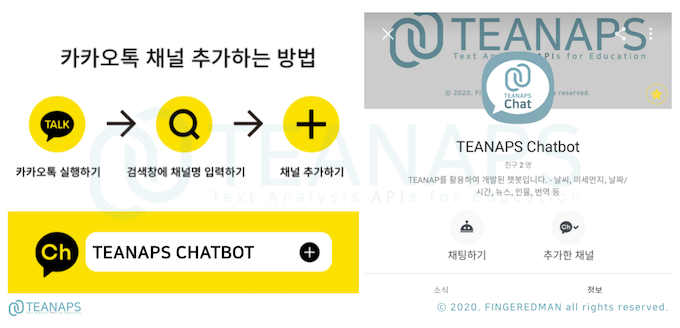 카카오톡 채널 추가하는 방법
TALK
카카오톡 실행하기
검색창에 채널명 입력하기
채널 추가하기
TEANAPS
Text Analysis APIs for Education
Ch
TEANAPS CHATBOT
TEANAPS
TEANAPS
Text Analysis APIs for Education
TEANAPS
Chat
TEANAPS Chatbot
친구 2 명
TEANAP를 활용하여 개발된 챗봇입니다. - 날씨, 미세먼지, 날짜/
시간, 뉴스, 인물, 번역 등
Ch
채팅하기
추가한 채널
소식
정보
© 2020. FINGEREDMAN all rights reserved.